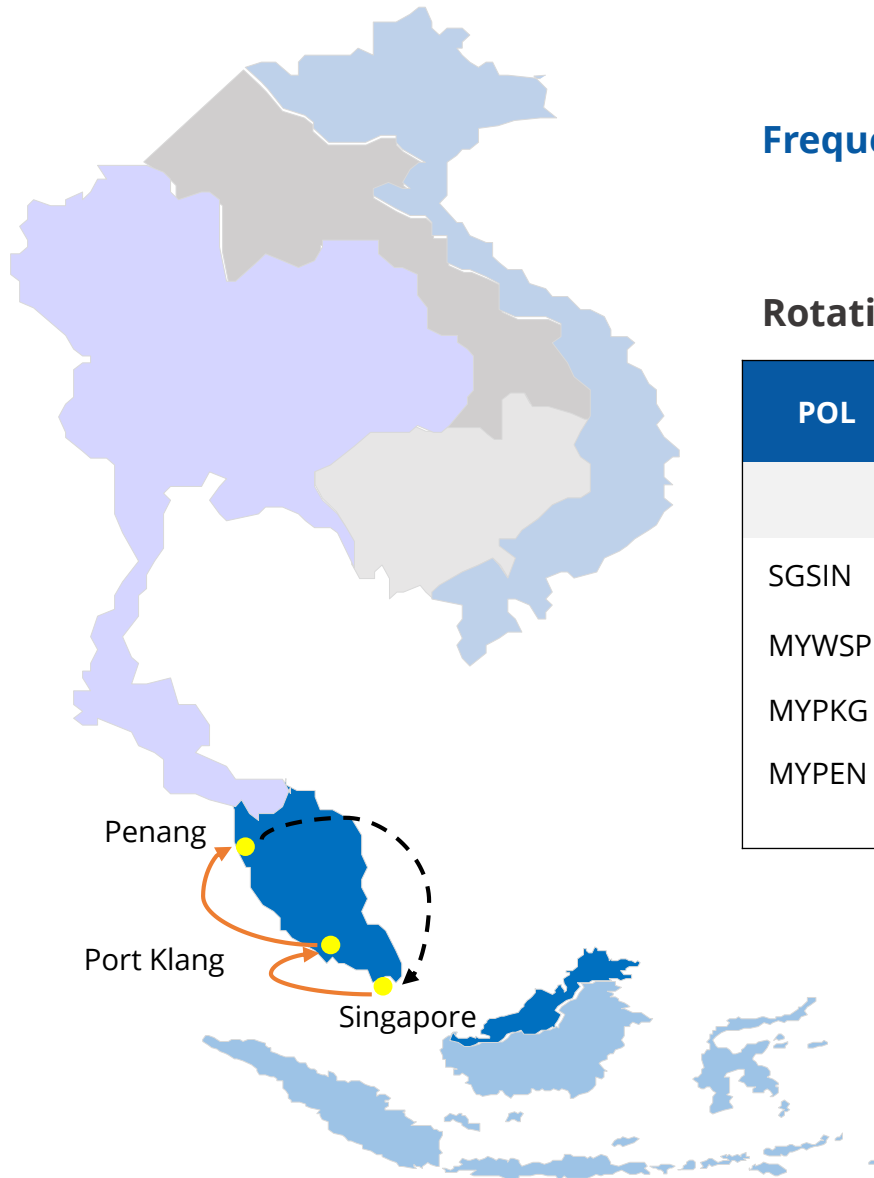 Freque
Rotati
POL
SGSIN
MYWSP
MYPKG
MYPEN
Penang
Port Klang
Singapore